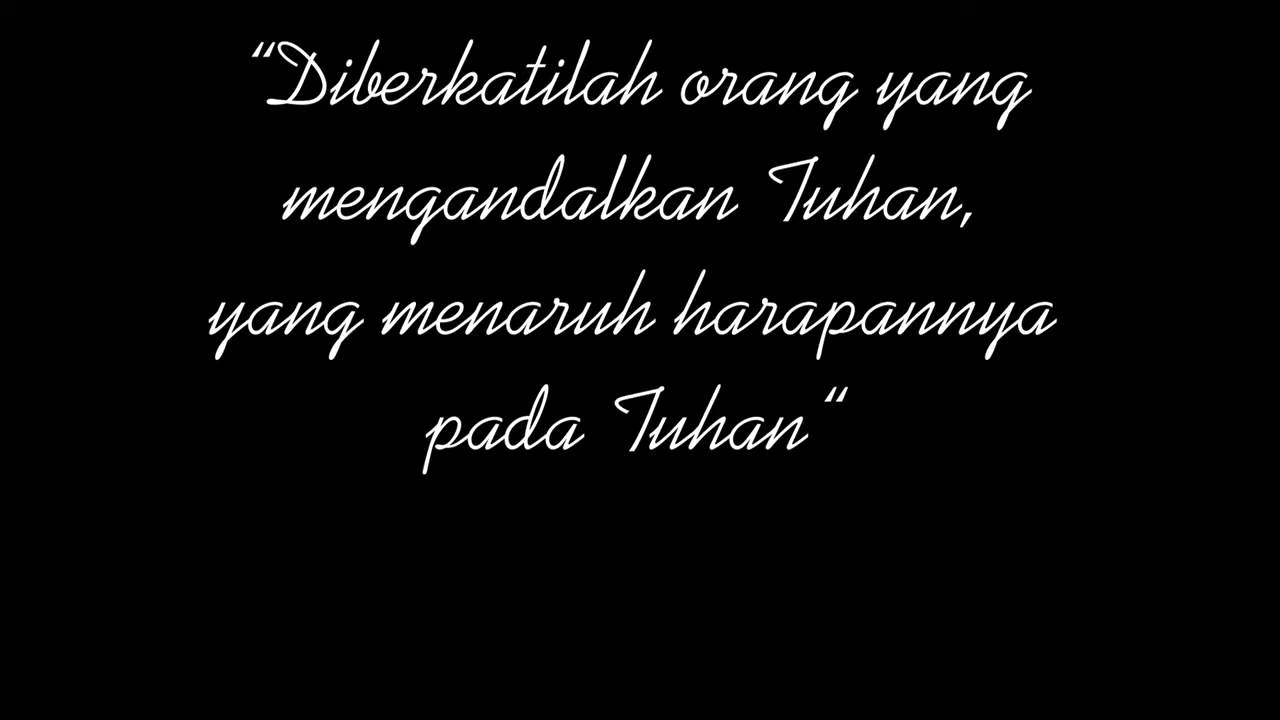 “Diberkatilah orang yang
mengandalkan Tuhan,
yang menaruh harapannya
pada Tuhan“